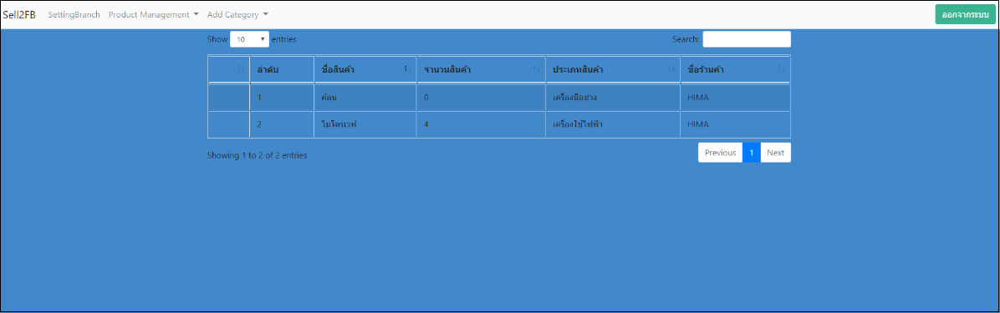 Sell2FB SettingBranch Product Management Add Category ออกจากระบบ
Show 10 entries Search:
ลำดับ ชื่อสินค้า จำนวนสินค้า ประเภทสินค้า ชื่อร้านค้า
1 ค้อน 0 เครื่องมือช่าง HIMA
2 ไมโครเวฟ 4 เครื่องใช้ไฟฟ้า HIMA
Showing 1 to 2 of 2 entries Previous 1 Next